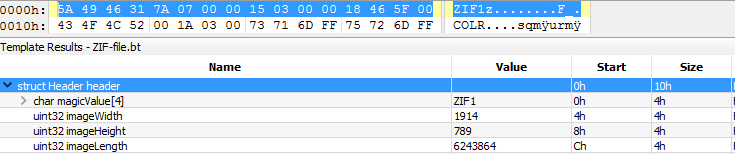 0000h: 5A 49 46 31 7A 07 00 00 15 03 00 00 18 46 5F 00 ZIF1z........F_.
0010h: 43 4F 4C 52 00 1A 03 00 73 71 6D FF 75 72 6D FF COLR....sqmÿurmÿ
Template Results - ZIF-file.bt
Name Value Start Size
struct Header header 0h 10h
char magicValue[4] ZIF1 0h 4h
uint32 imageWidth 1914 4h 4h
uint32 imageHeight 789 8h 4h
uint32 imageLength 6243864 Ch 4h